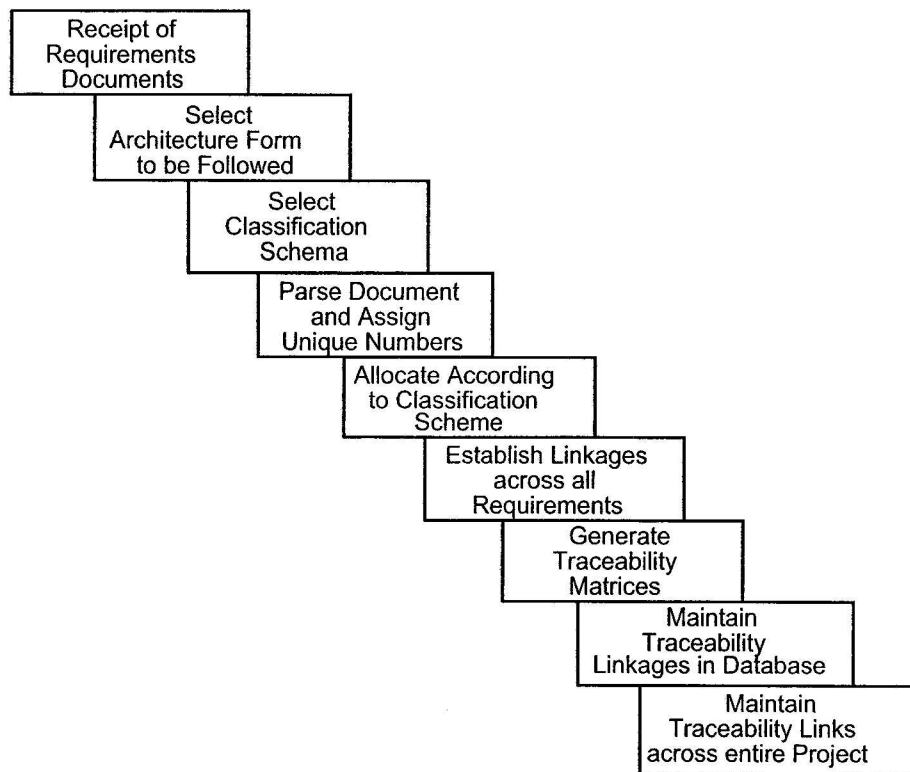 Receipt of
Requirements
Documents
Select
Architecture Form
to be Followed
Select
Classification
Schema
Parse Document
and Assign
Unique Numbers
Allocate According
to Classification
Scheme
Establish Linkages
across all
Requirements
Generate
Traceability
Matrices
Maintain
Traceability
Linkages in Database
Maintain
Traceability Links
across entire Project